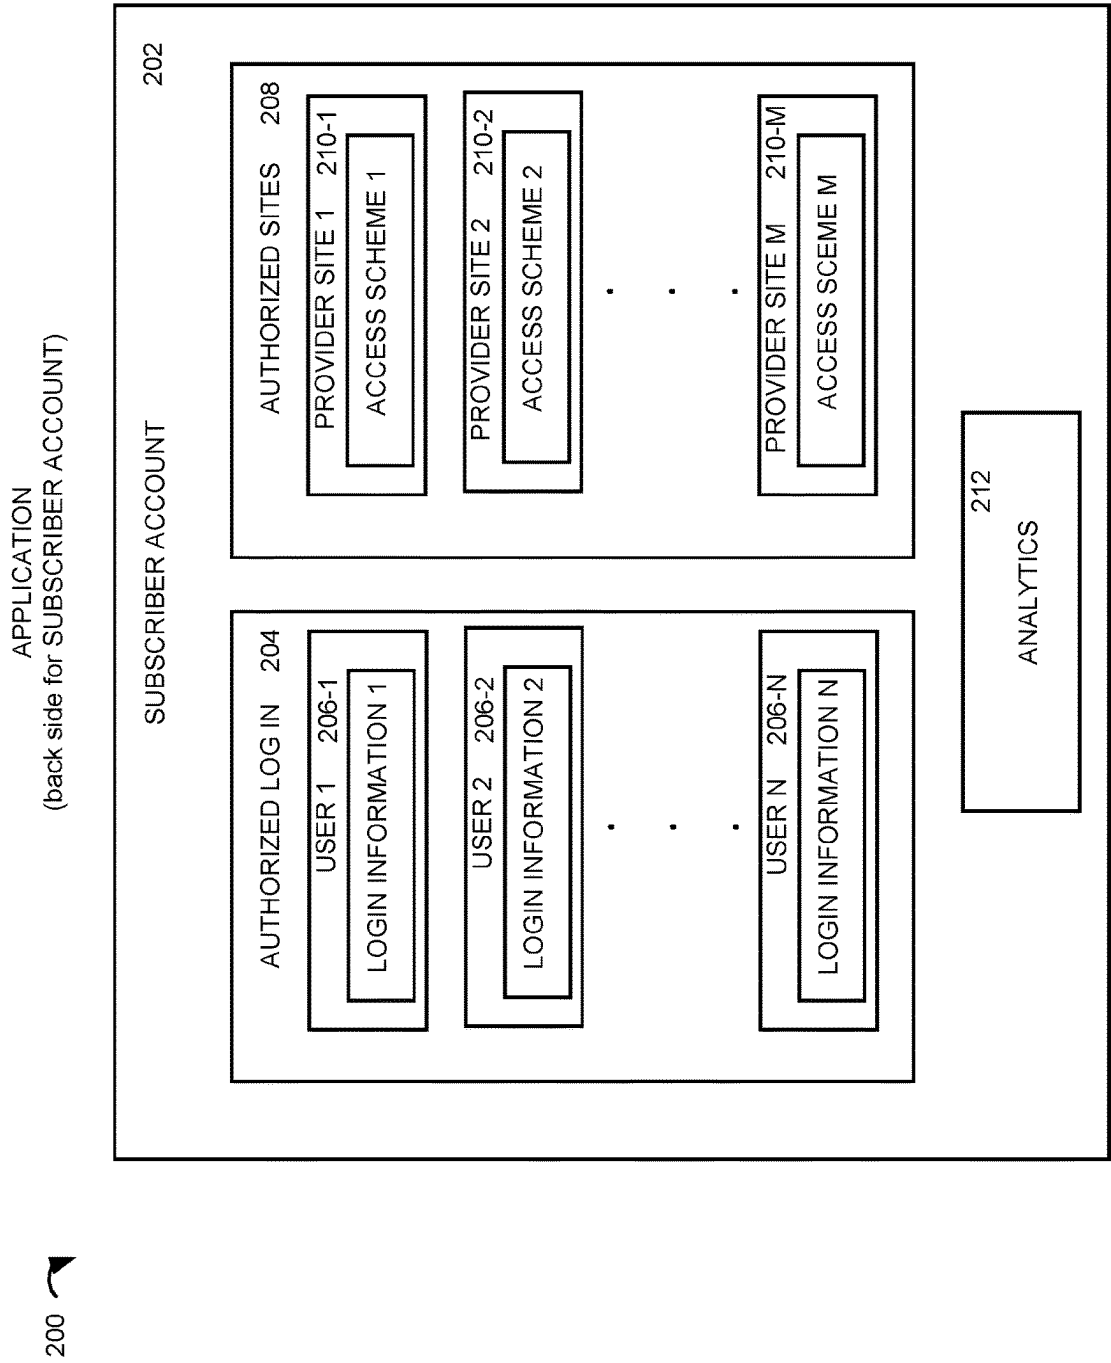 200
APPLICATION
(back side for SUBSCRIBER ACCOUNT)
SUBSCRIBER ACCOUNT 202
AUTHORIZED LOG IN 204
USER 1 206-1
LOGIN INFORMATION 1
USER 2 206-2
LOGIN INFORMATION 2
. . .
USER N 206-N
LOGIN INFORMATION N
AUTHORIZED SITES 208
PROVIDER SITE 1 210-1
ACCESS SCHEME 1
PROVIDER SITE 2 210-2
ACCESS SCHEME 2
. . .
PROVIDER SITE M 210-M
ACCESS SCEME M
212
ANALYTICS